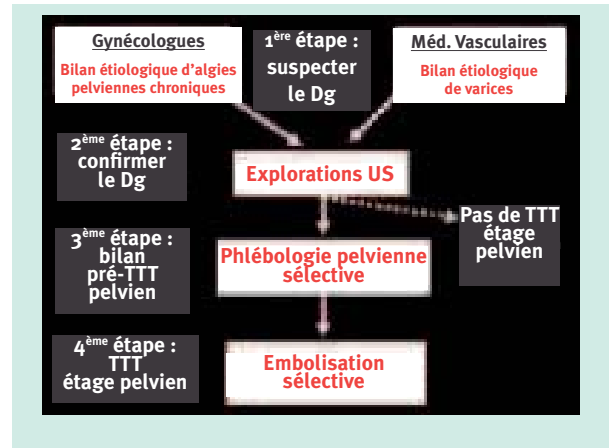 Gynécologues
Bilan étiologique d'algies
pelviennes chroniques
1ère étape :
suspecter
le Dg
Méd. Vasculaires
Bilan étiologique
de varices
2ème étape :
confirmer
le Dg
Explorations US
Pas de TTT
étage
pelvien
3ème étape :
bilan
pré-TTT
pelvien
Phlébologie pelvienne
sélective
4ème étape :
TTT
étage pelvien
Embolisation
sélective